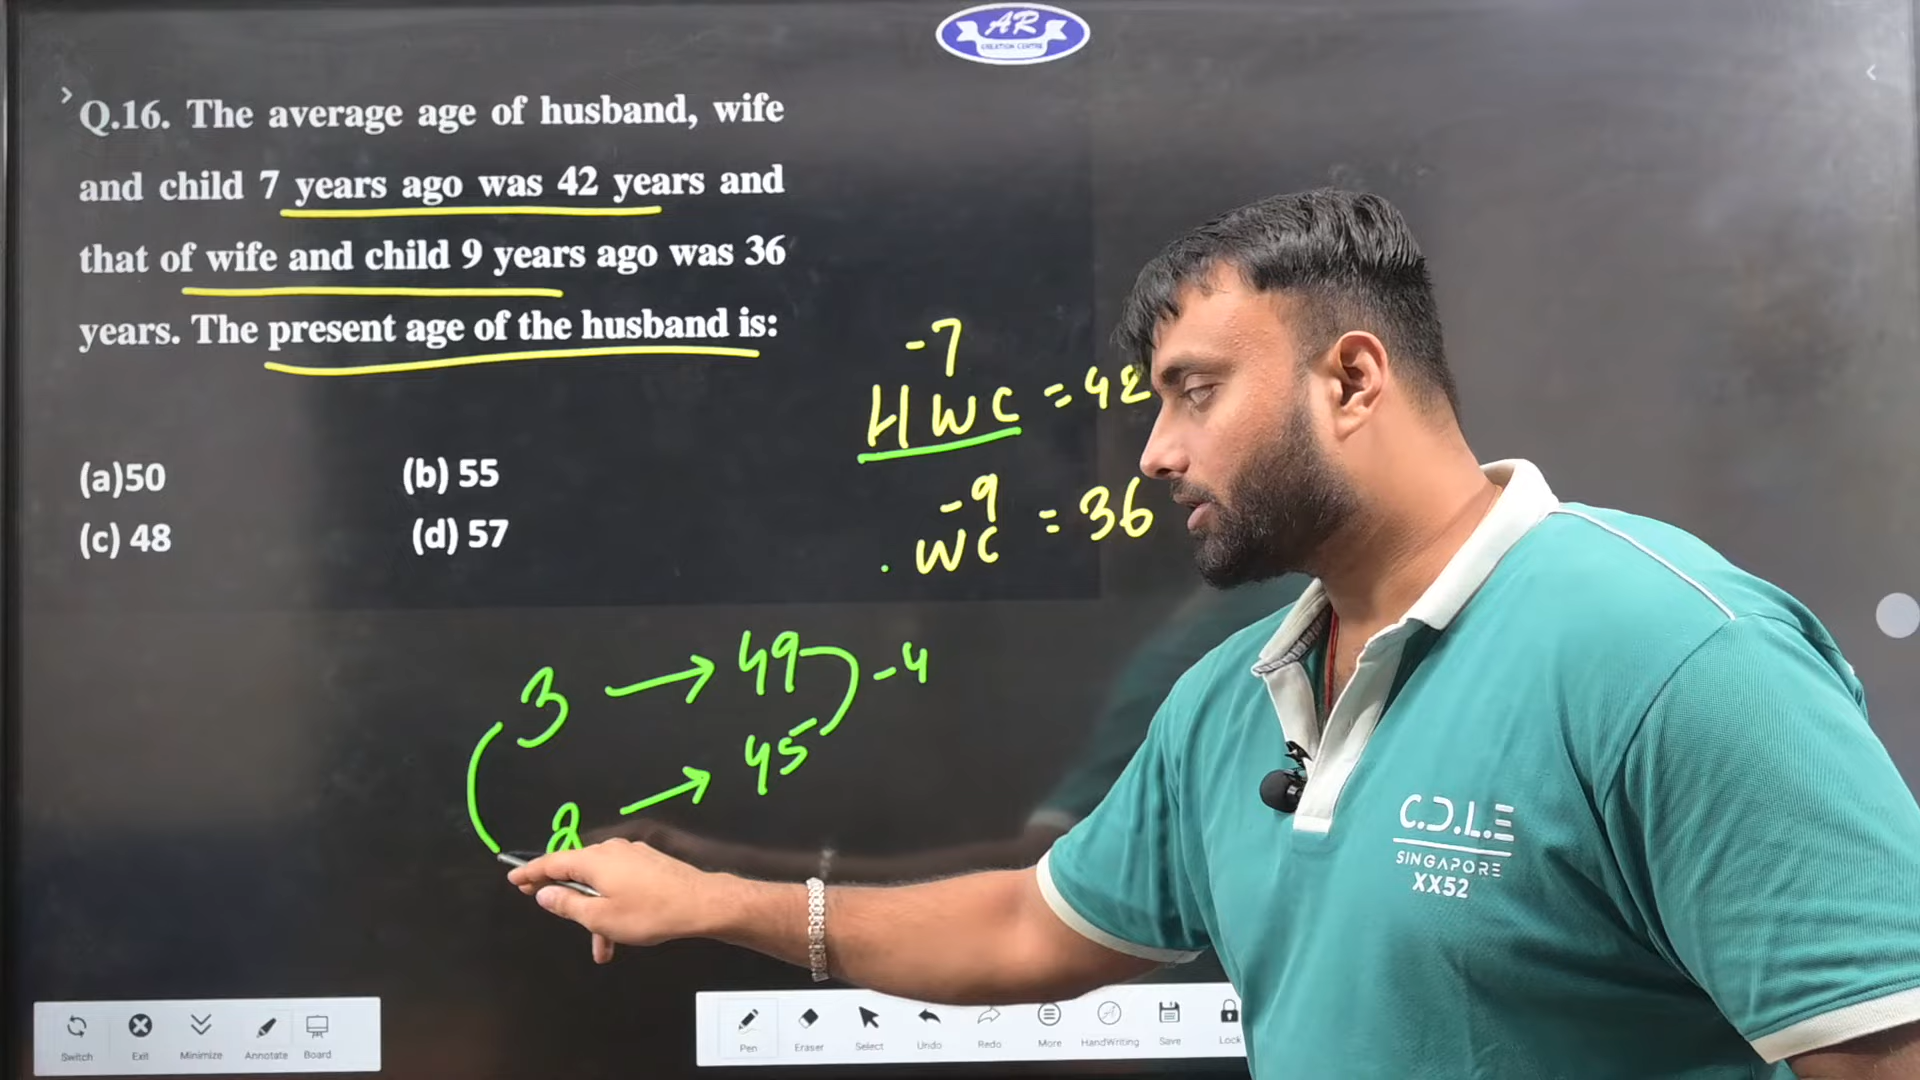 AR
CREATION CENTRE
Q.16. The average age of husband, wife
and child 7 years ago was 42 years and
that of wife and child 9 years ago was 36
years. The present age of the husband is:
(a)50 (b) 55
(c) 48 (d) 57
-7
HWC = 42
-9
WC = 36
3 → 49
-4
2 → 45
C.D.L.E
SINGAPORE
XX52
Switch Exit Minimize Annotate Board
Pen Eraser Select Undo Redo More HandWriting Save Lock